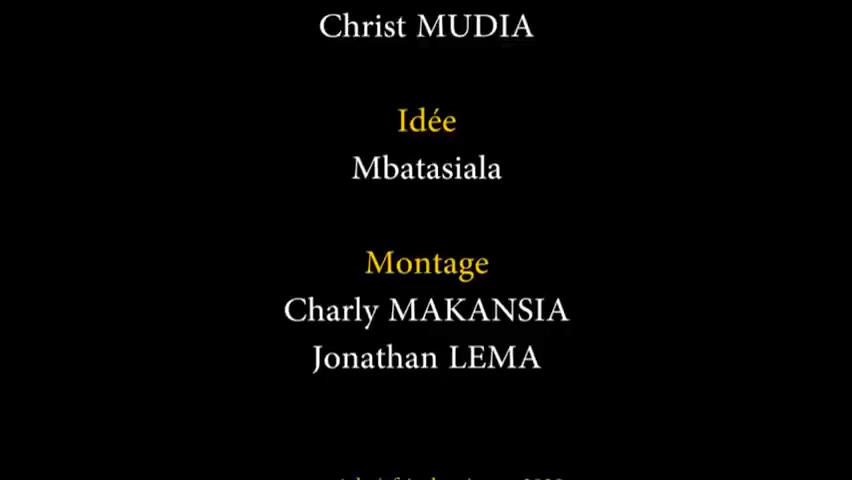 Christ MUDIA
Idée
Mbatasiala
Montage
Charly MAKANSIA
Jonathan LEMA